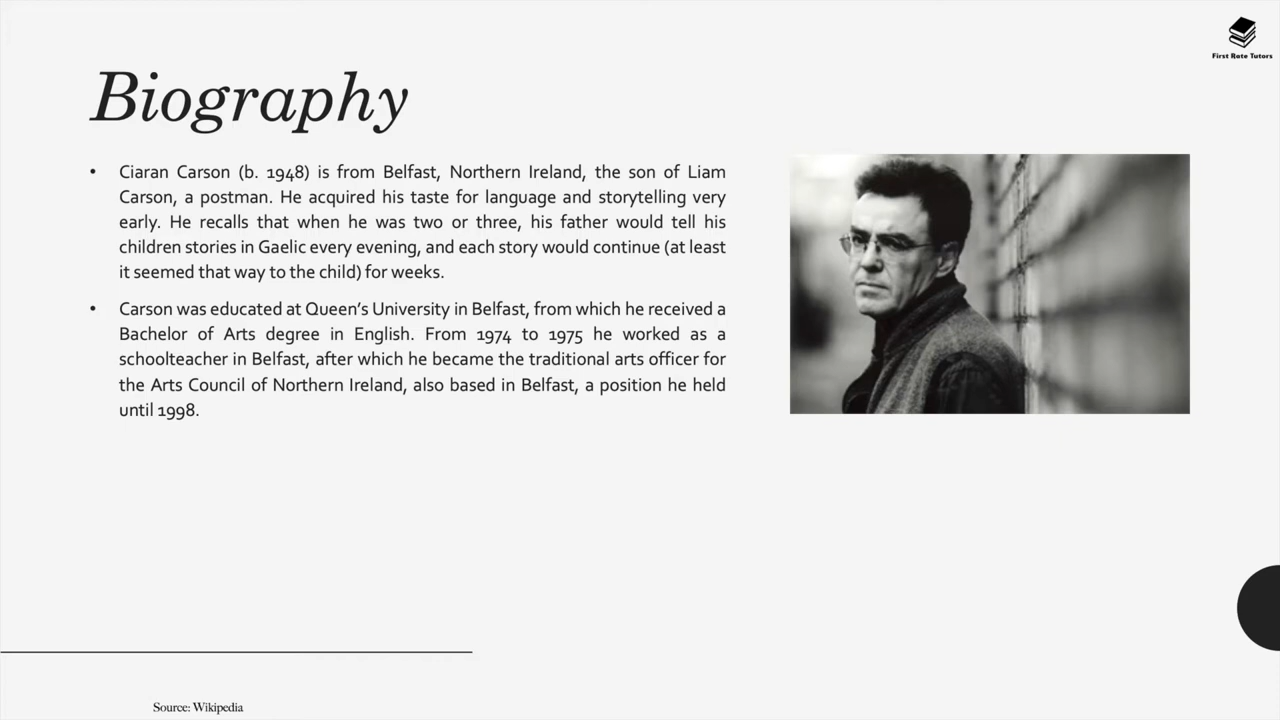 First Rate Tutors
Biography
• Ciaran Carson (b. 1948) is from Belfast, Northern Ireland, the son of Liam
Carson, a postman. He acquired his taste for language and storytelling very
early. He recalls that when he was two or three, his father would tell his
children stories in Gaelic every evening, and each story would continue (at least
it seemed that way to the child) for weeks.
• Carson was educated at Queen's University in Belfast, from which he received a
Bachelor of Arts degree in English. From 1974 to 1975 he worked as a
schoolteacher in Belfast, after which he became the traditional arts officer for
the Arts Council of Northern Ireland, also based in Belfast, a position he held
until 1998.
Source: Wikipedia